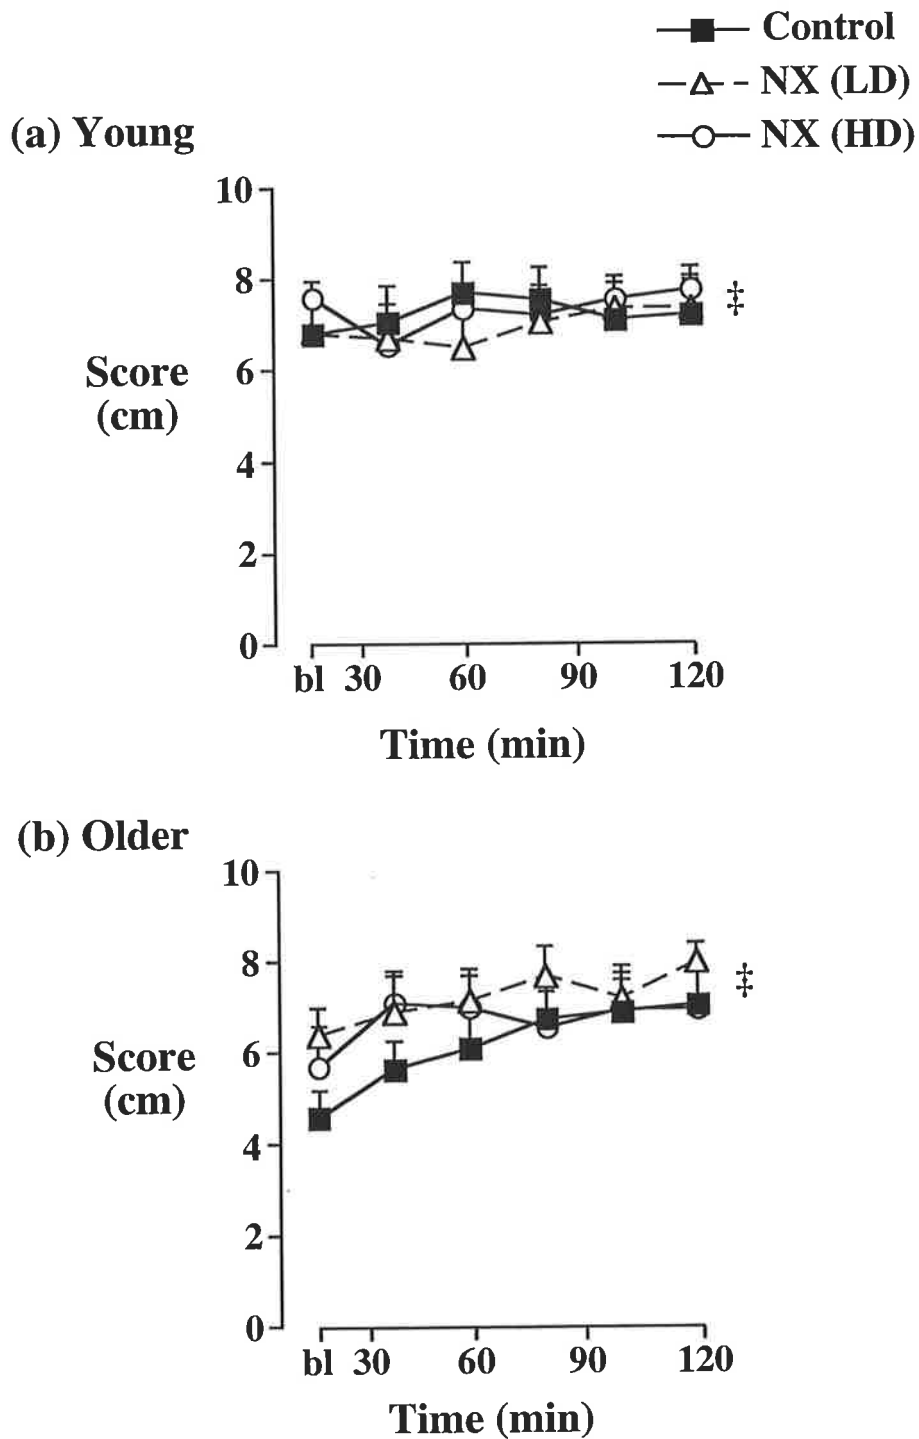 Control
NX (LD)
NX (HD)
(a) Young
10
8
6
4
2
0
Score
(cm)
‡
bl 30 60 90 120
Time (min)
(b) Older
10
8
6
4
2
0
Score
(cm)
‡
bl 30 60 90 120
Time (min)